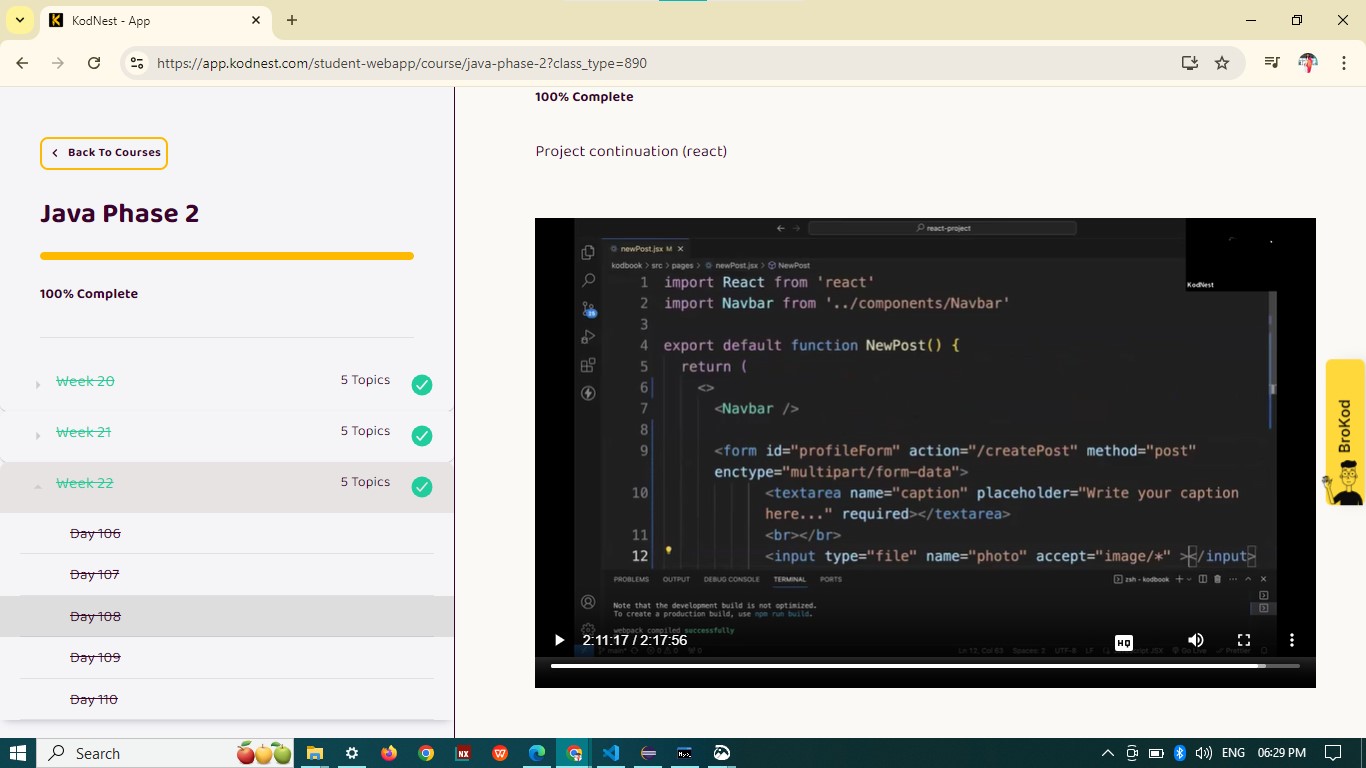 KodNest - App
https://app.kodnest.com/student-webapp/course/java-phase-2?class_type=890
Back To Courses
Java Phase 2
100% Complete
Week 20
5 Topics
Week 21
5 Topics
Week 22
5 Topics
Day 106
Day 107
Day 108
Day 109
Day 110
100% Complete
Project continuation (react)
react-project
newPost.jsx M
kodbook > src > pages > newPost.jsx > NewPost
KodNest
1 import React from 'react'
2 import Navbar from '../components/Navbar'
3
4 export default function NewPost() {
5 return (
6 <>
7 <Navbar />
8
9 <form id="profileForm" action="/createPost" method="post"
enctype="multipart/form-data">
10 <textarea name="caption" placeholder="Write your caption
here..." required></textarea>
11 <br></br>
12 <input type="file" name="photo" accept="image/*" ></input>
PROBLEMS OUTPUT DEBUG CONSOLE TERMINAL PORTS
zsh - kodbook
Note that the development build is not optimized.
To create a production build, use npm run build.
webpack compiled successfully
2:11:17 / 2:17:56
HQ
BroKod
Search
ENG
06:29 PM